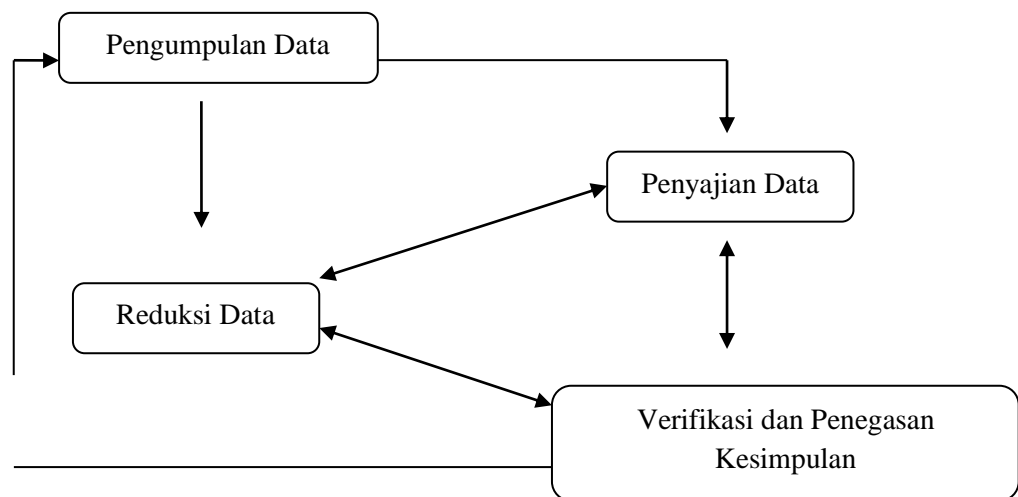 Pengumpulan Data
Penyajian Data
Reduksi Data
Verifikasi dan Penegasan
Kesimpulan